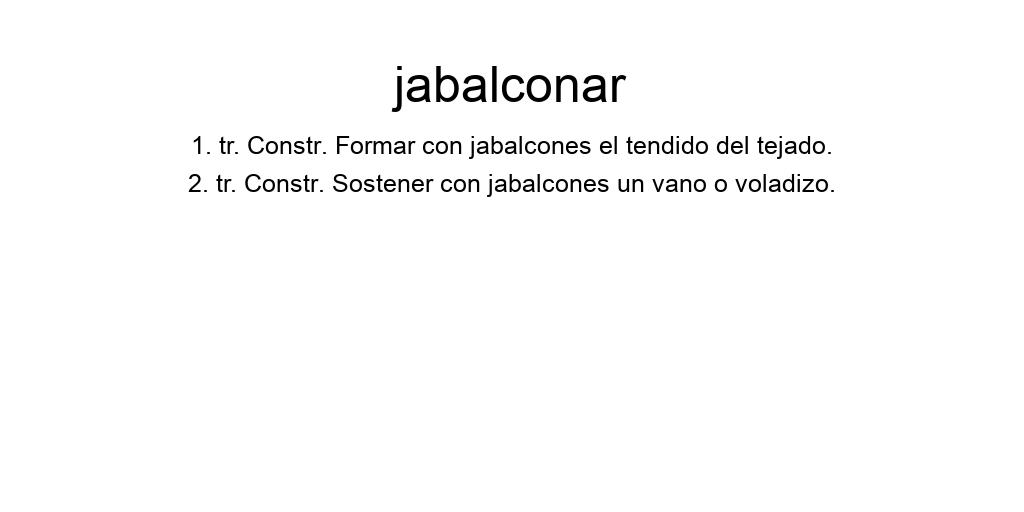 jabalconar
1. tr. Constr. Formar con jabalcones el tendido del tejado.
2. tr. Constr. Sostener con jabalcones un vano o voladizo.